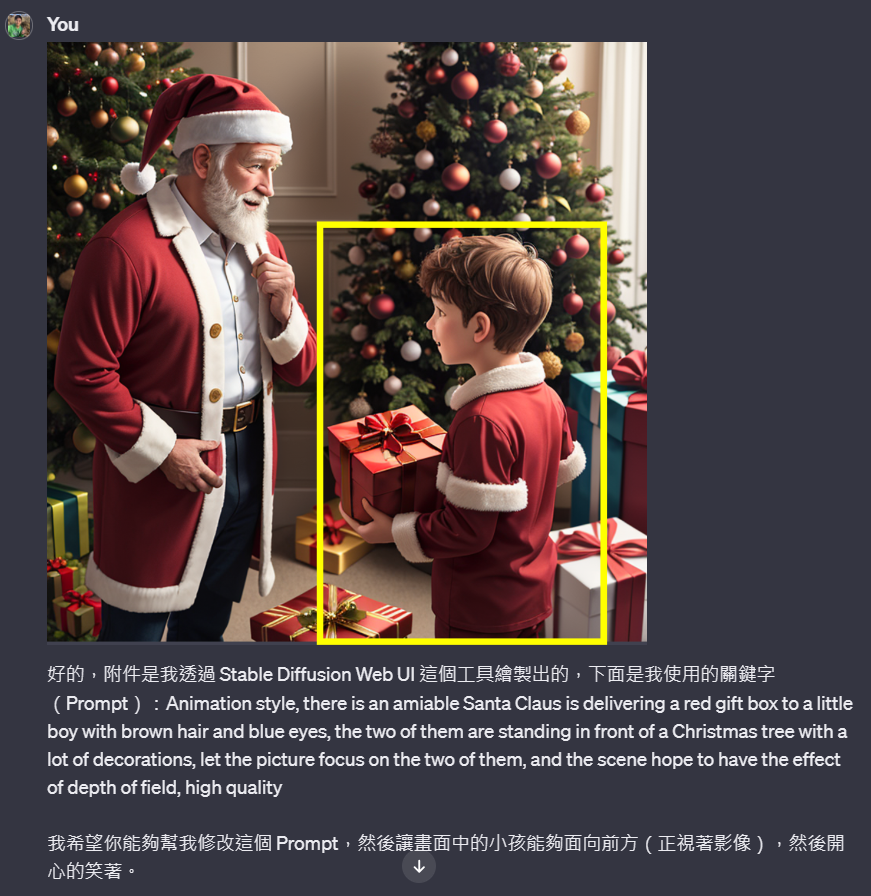 You
好的，附件是我透過 Stable Diffusion Web UI 這個工具繪製出的，下面是我使用的關鍵字
（Prompt）：Animation style, there is an amiable Santa Claus is delivering a red gift box to a little
boy with brown hair and blue eyes, the two of them are standing in front of a Christmas tree with a
lot of decorations, let the picture focus on the two of them, and the scene hope to have the effect
of depth of field, high quality
我希望你能夠幫我修改這個 Prompt，然後讓畫面中的小孩能夠面向前方（正視著影像），然後開
心的笑著。